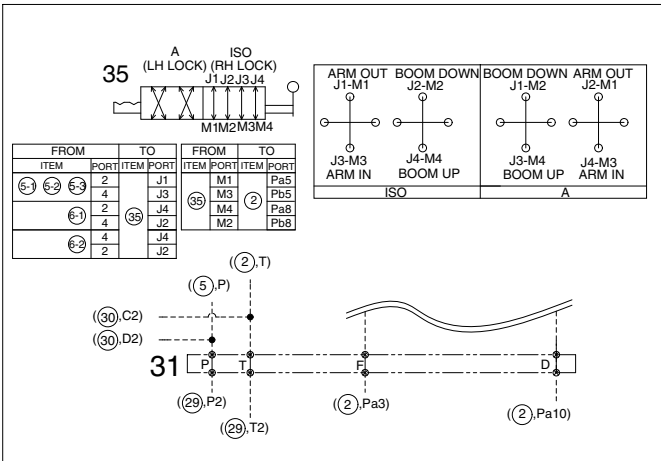 35
A ISO
(LH LOCK) (RH LOCK)
J1 J2 J3 J4
M1 M2 M3 M4
FROM TO
ITEM PORT ITEM PORT
5-1 5-2 5-3 2 35 J1
4 J3
6-1 2 J4
4 J2
6-2 4 J4
2 J2
FROM TO
ITEM PORT ITEM PORT
35 M1 2 Pa5
M3 Pb5
M4 Pa8
M2 Pb8
ARM OUT BOOM DOWN
J1-M1 J2-M2
J3-M3 J4-M4
ARM IN BOOM UP
ISO
BOOM DOWN ARM OUT
J1-M2 J2-M1
J3-M4 J4-M3
BOOM UP ARM IN
A
(2,T)
(5,P)
(30,C2)
(30,D2)
31 P T F D
(29,P2)
(29,T2)
(2,Pa3)
(2,Pa10)